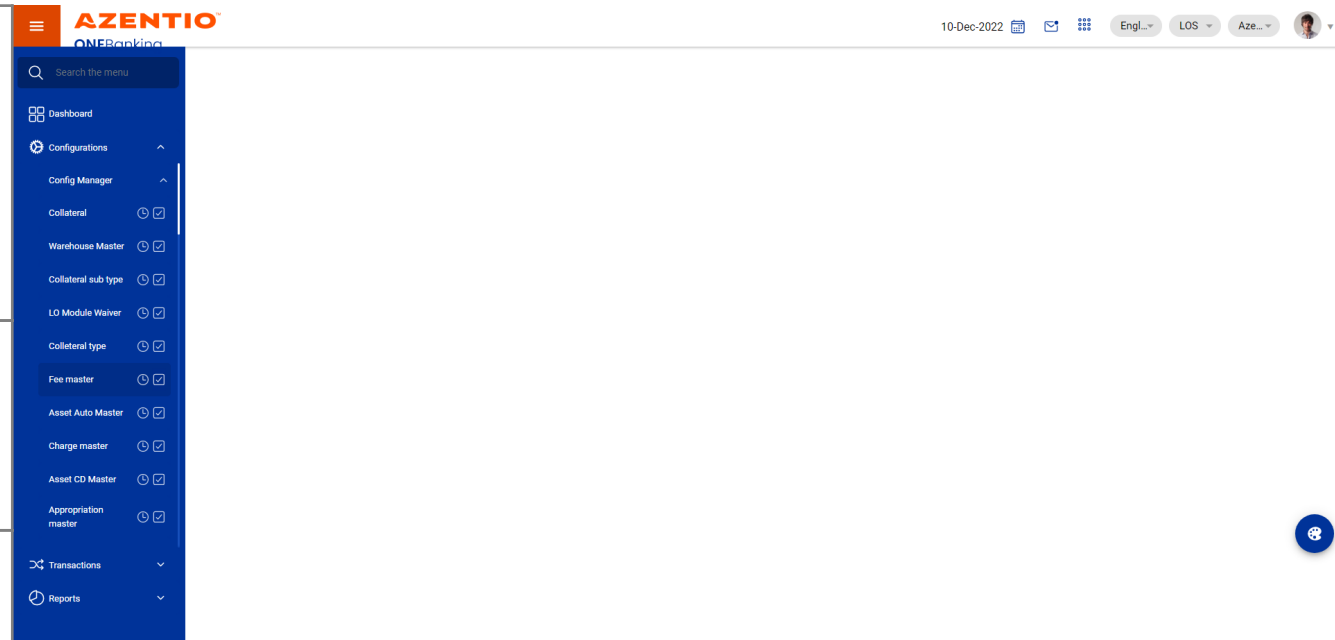 AZENTIO™
ONEBanking
10-Dec-2022
Engl...
LOS
Aze...
Search the menu
Dashboard
Configurations
Config Manager
Collateral
Warehouse Master
Collateral sub type
LO Module Waiver
Colleteral type
Fee master
Asset Auto Master
Charge master
Asset CD Master
Appropriation
master
Transactions
Reports